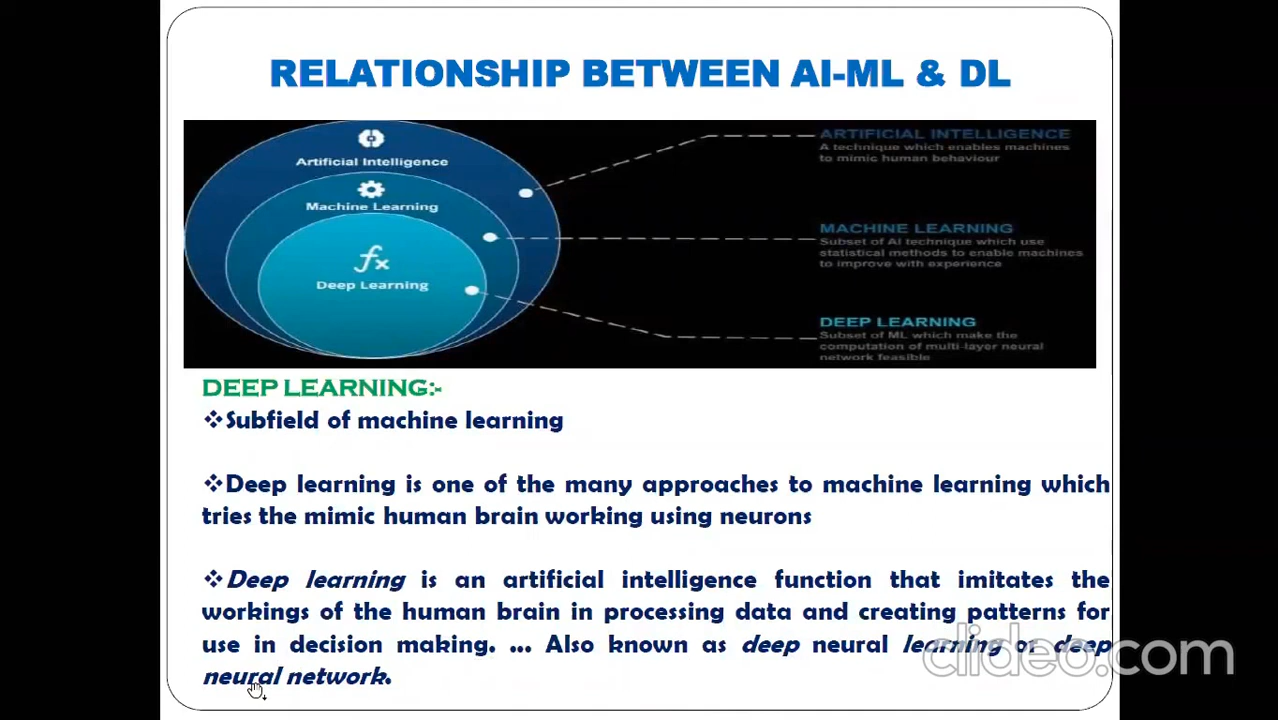 RELATIONSHIP BETWEEN AI-ML & DL
Artificial Intelligence
Machine Learning
fx
Deep Learning
ARTIFICIAL INTELLIGENCE
A technique which enables machines
to mimic human behaviour
MACHINE LEARNING
Subset of AI technique which use
statistical methods to enable machines
to improve with experience
DEEP LEARNING
Subset of ML which make the
computation of multi-layer neural
network feasible
DEEP LEARNING:-
❖Subfield of machine learning
❖Deep learning is one of the many approaches to machine learning which
tries the mimic human brain working using neurons
❖Deep learning is an artificial intelligence function that imitates the
workings of the human brain in processing data and creating patterns for
use in decision making. ... Also known as deep neural learning or deep
neural network.
clideo.com